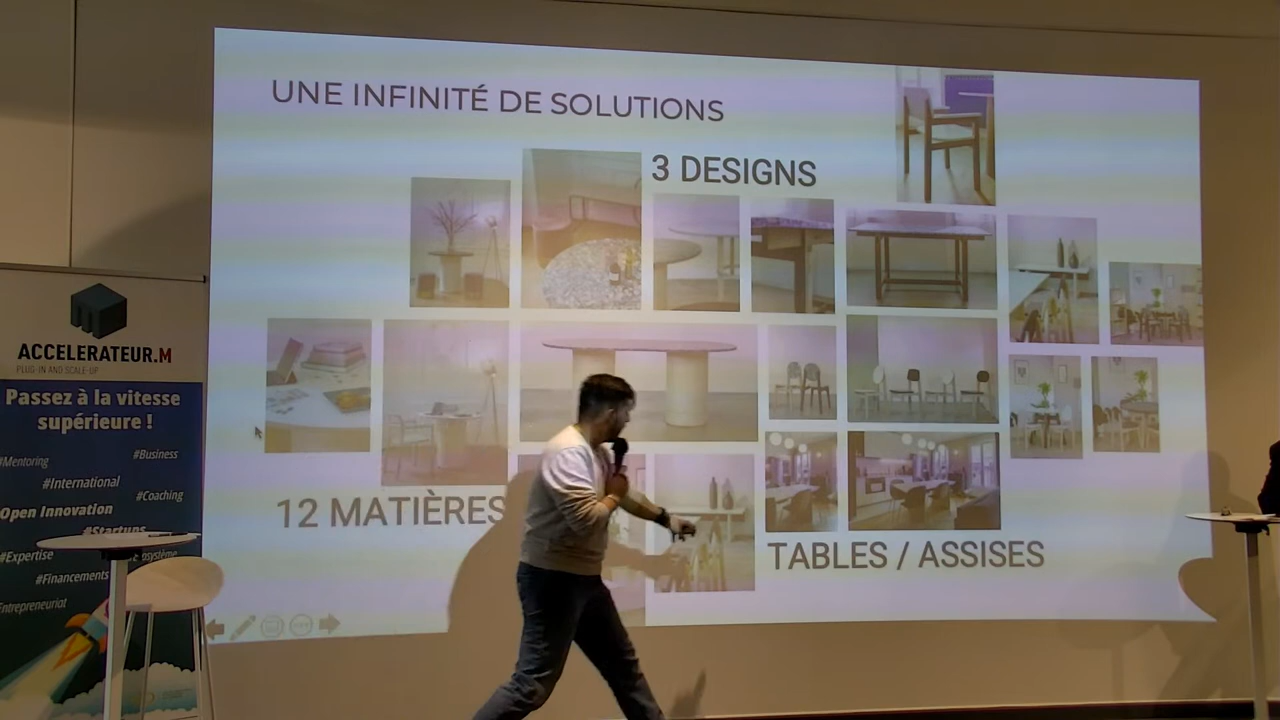 UNE INFINITÉ DE SOLUTIONS
3 DESIGNS
12 MATIÈRES
TABLES / ASSISES
ACCELERATEUR.M
PLUG-IN AND SCALE-UP
Passez à la vitesse
supérieure !
#Mentoring
#Business
#International
#Coaching
Open Innovation
#Startups
#Expertise
#Financements
Entrepreneuriat